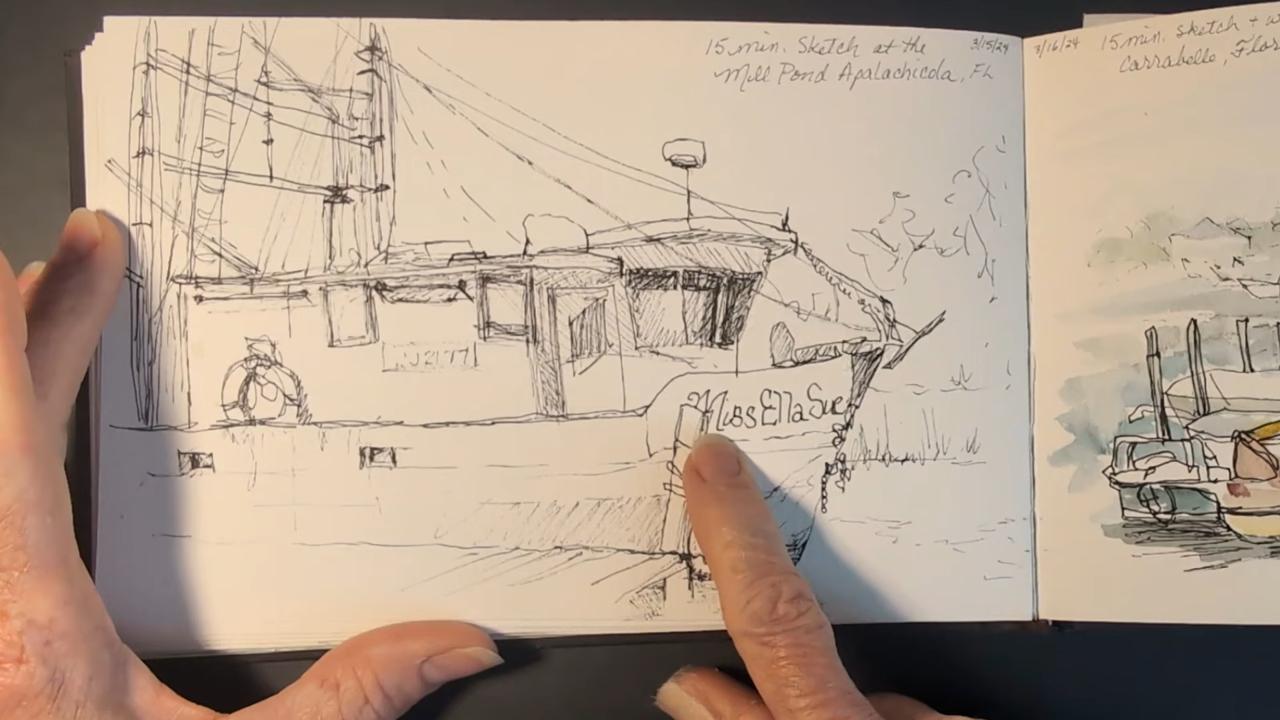 15 min. Sketch at the
3/15/24
Mill Pond Apalachicola, FL
3/16/24
15 min. sketch +
Carrabelle,
Miss Ella Sue